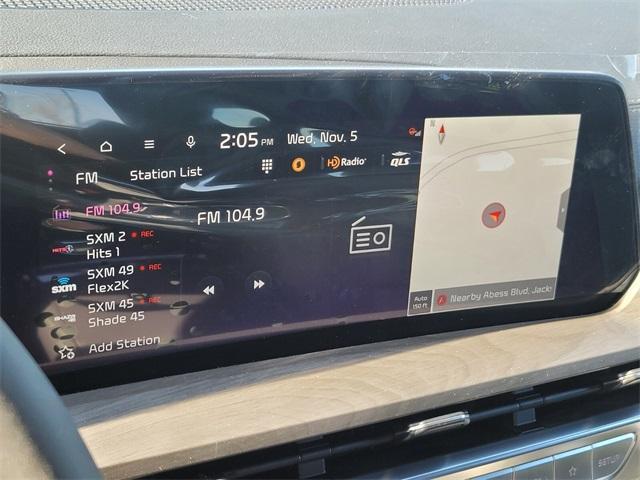 2:05 PM Wed, Nov. 5
FM Station List
HD Radio QLS
FM 104.9
FM 104.9
SXM 2 REC
Hits 1
SXM 49 REC
sxm Flex2K
SXM 45 REC
Shade 45
Add Station
N
Auto
150 ft
Nearby Abess Blvd, Jack
SETUP